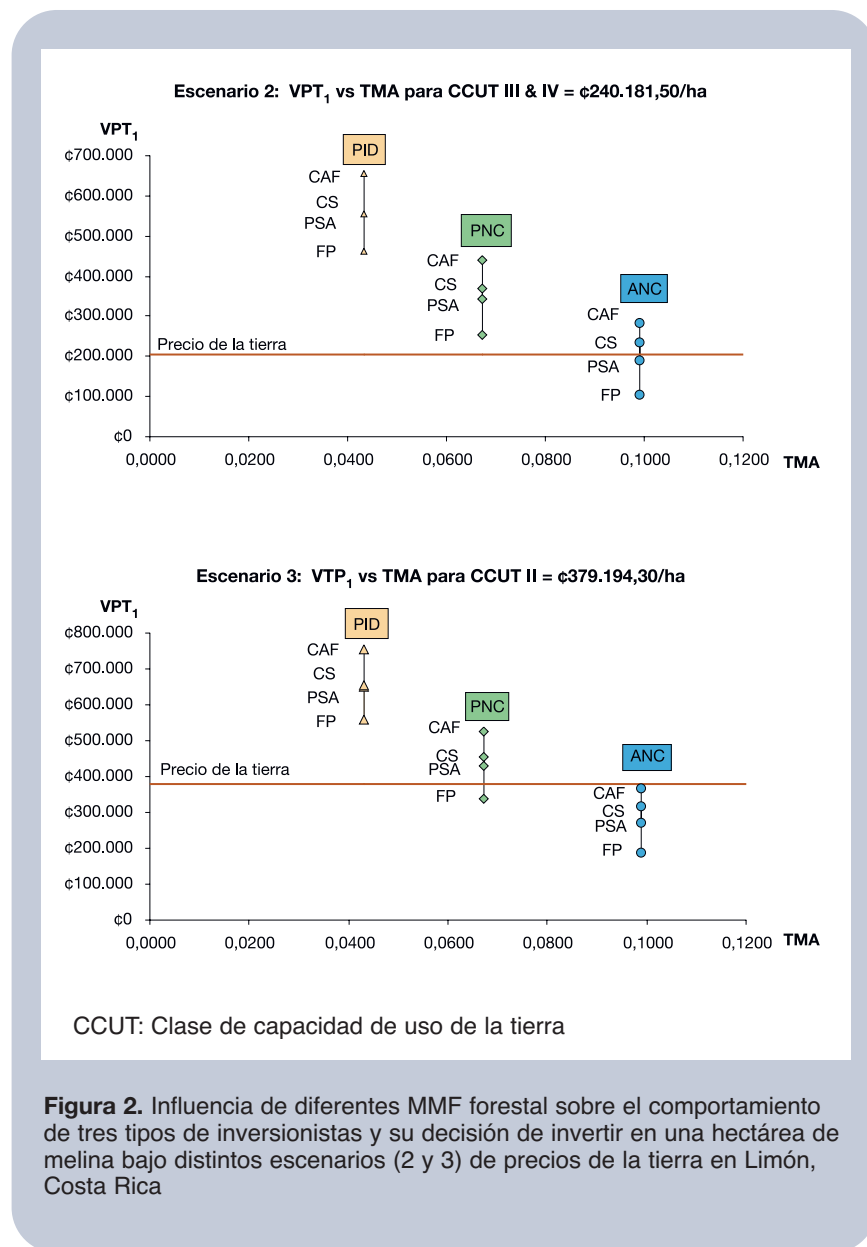 Escenario 2: VPT1 vs TMA para CCUT III & IV = ¢240.181,50/ha
VPT1
¢700.000
¢600.000
¢500.000
¢400.000
¢300.000
¢200.000
¢100.000
¢0
PID
CAF
CS
PSA
FP
PNC
CAF
CS
PSA
FP
ANC
CAF
CS
PSA
FP
Precio de la tierra
0,0000 0,0200 0,0400 0,0600 0,0800 0,1000 0,1200 TMA
Escenario 3: VTP1 vs TMA para CCUT II = ¢379.194,30/ha
VPT1
¢800.000
¢700.000
¢600.000
¢500.000
¢400.000
¢300.000
¢200.000
¢100.000
¢0
PID
CAF
CS
PSA
FP
PNC
CAF
CS
PSA
FP
ANC
CAF
CS
PSA
FP
Precio de la tierra
0,0000 0,0200 0,0400 0,0600 0,0800 0,1000 0,1200 TMA
CCUT: Clase de capacidad de uso de la tierra
Figura 2. Influencia de diferentes MMF forestal sobre el comportamiento
de tres tipos de inversionistas y su decisión de invertir en una hectárea de
melina bajo distintos escenarios (2 y 3) de precios de la tierra en Limón,
Costa Rica